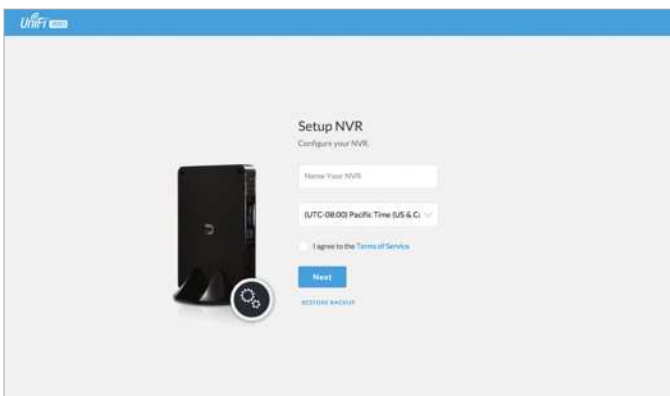 UniFi VIDEO
Setup NVR
Configure your NVR.
Name Your NVR
(UTC-08:00) Pacific Time (US & C
I agree to the Terms of Service
Next
RESTORE BACKUP